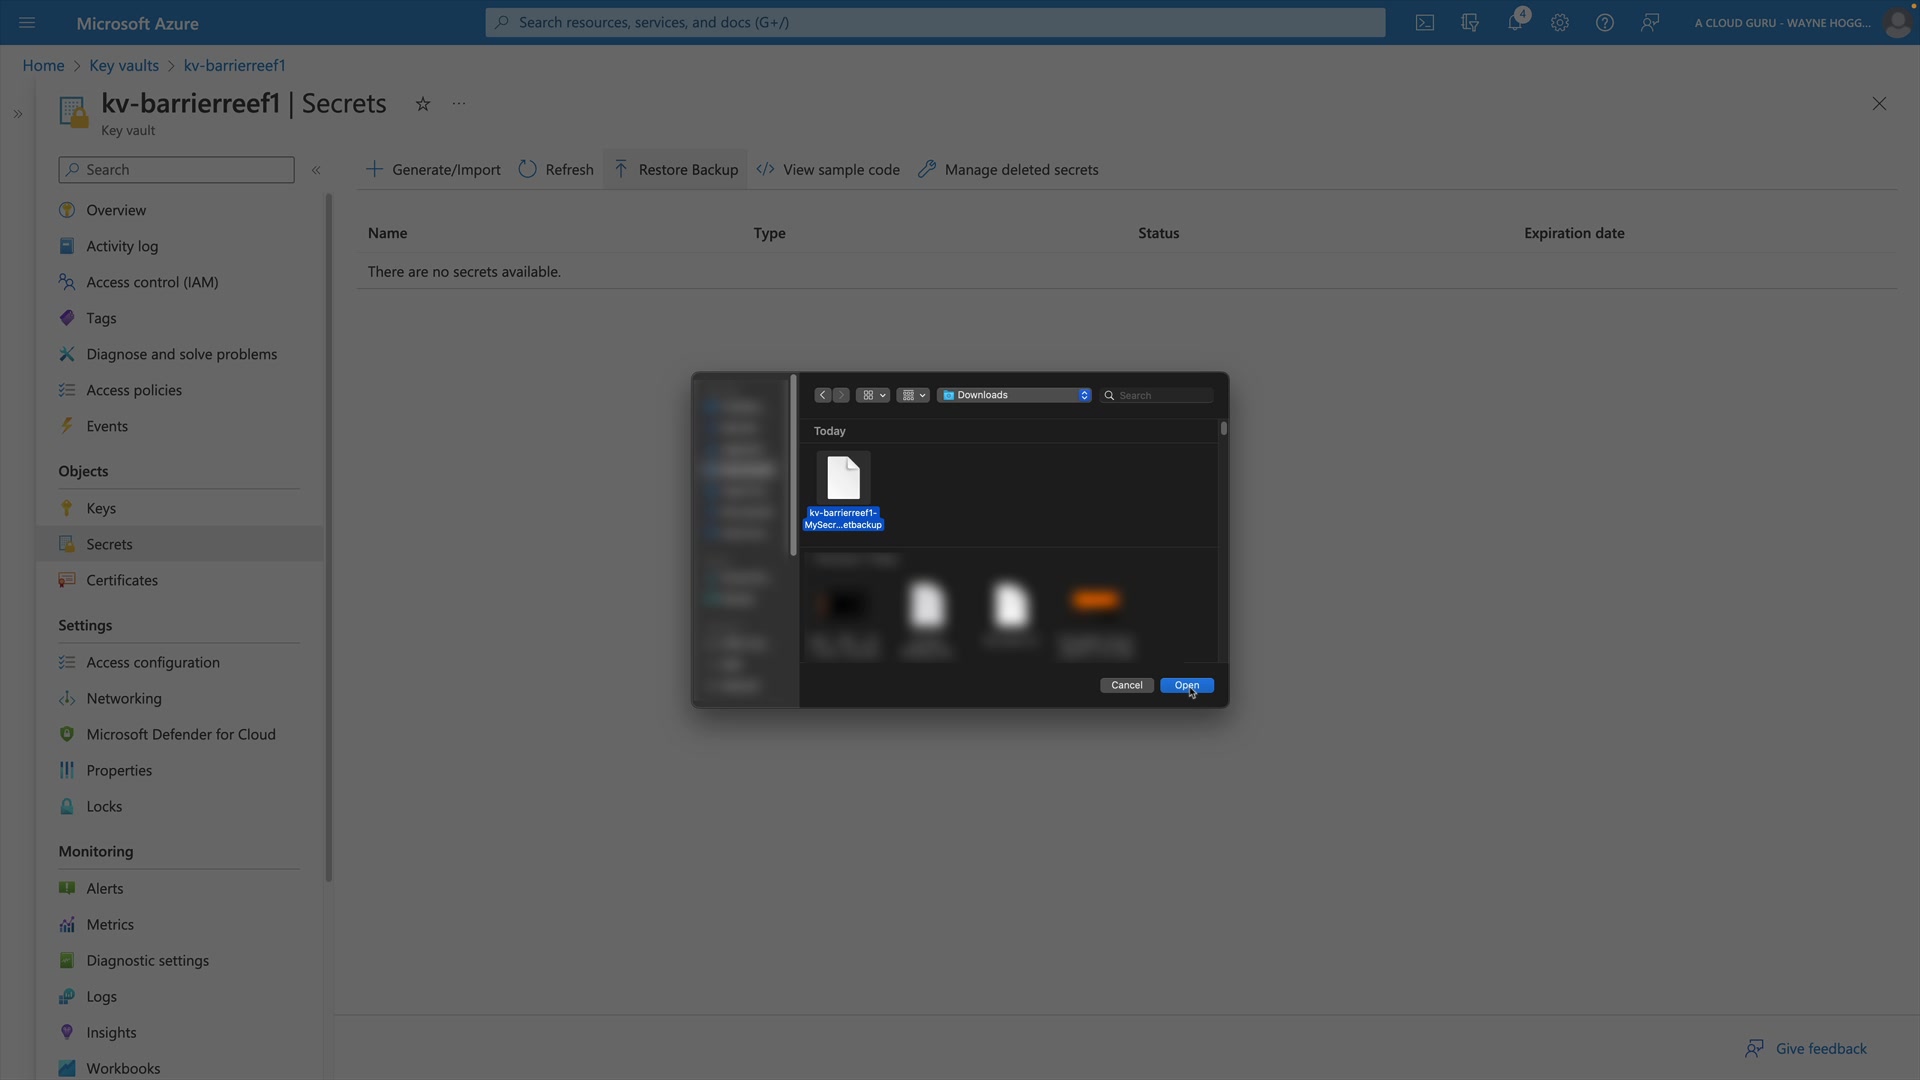 Microsoft Azure
Search resources, services, and docs (G+/)
4
A CLOUD GURU - WAYNE HOGG...
Home > Key vaults > kv-barrierreef1
kv-barrierreef1 | Secrets
Key vault
Search
Generate/Import
Refresh
Restore Backup
View sample code
Manage deleted secrets
Overview
Activity log
Access control (IAM)
Tags
Diagnose and solve problems
Access policies
Events
Objects
Keys
Secrets
Certificates
Settings
Access configuration
Networking
Microsoft Defender for Cloud
Properties
Locks
Monitoring
Alerts
Metrics
Diagnostic settings
Logs
Insights
Workbooks
Name Type Status Expiration date
There are no secrets available.
Downloads
Search
Today
kv-barrierreef1-
MySecr...etbackup
Cancel
Open
Give feedback